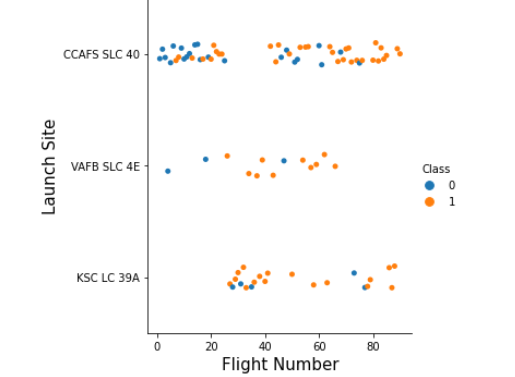 CCAFS SLC 40
VAFB SLC 4E
KSC LC 39A
Launch Site
0
20
40
60
80
Flight Number
Class
0
1